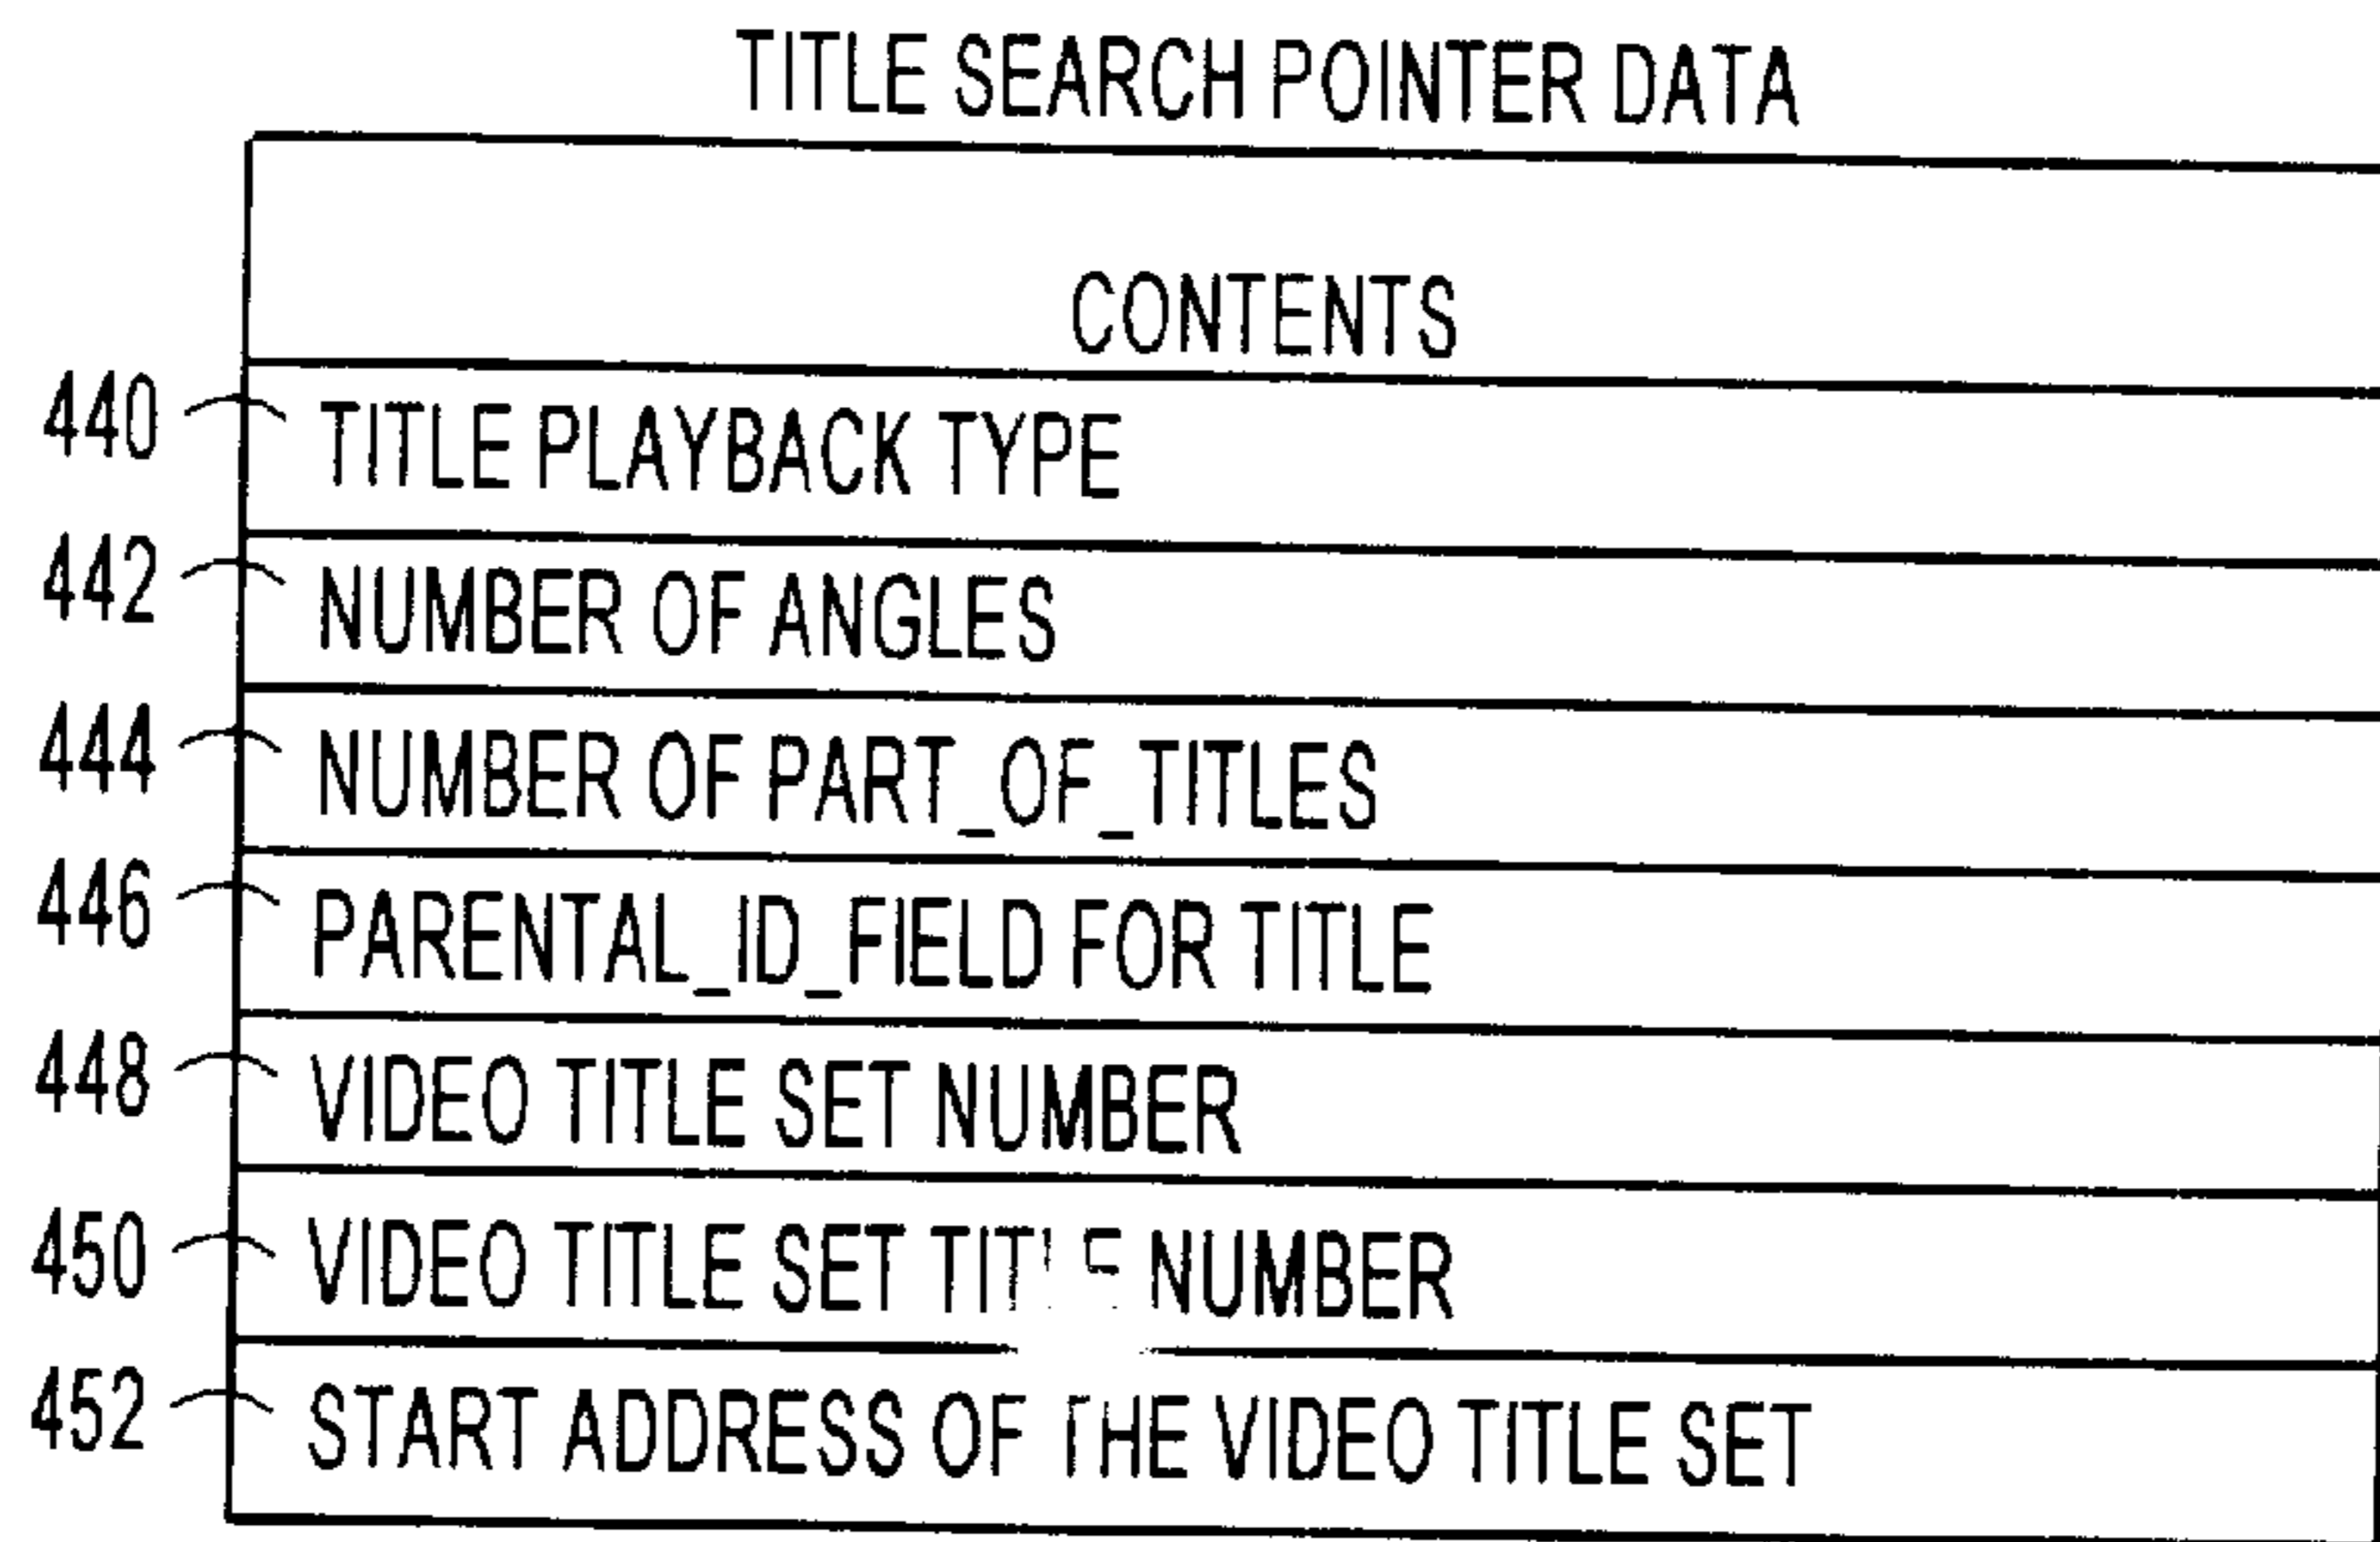 TITLE SEARCH POINTER DATA
CONTENTS
440 TITLE PLAYBACK TYPE
442 NUMBER OF ANGLES
444 NUMBER OF PART_OF_TITLES
446 PARENTAL_ID_FIELD FOR TITLE
448 VIDEO TITLE SET NUMBER
450 VIDEO TITLE SET TITLE NUMBER
452 START ADDRESS OF THE VIDEO TITLE SET